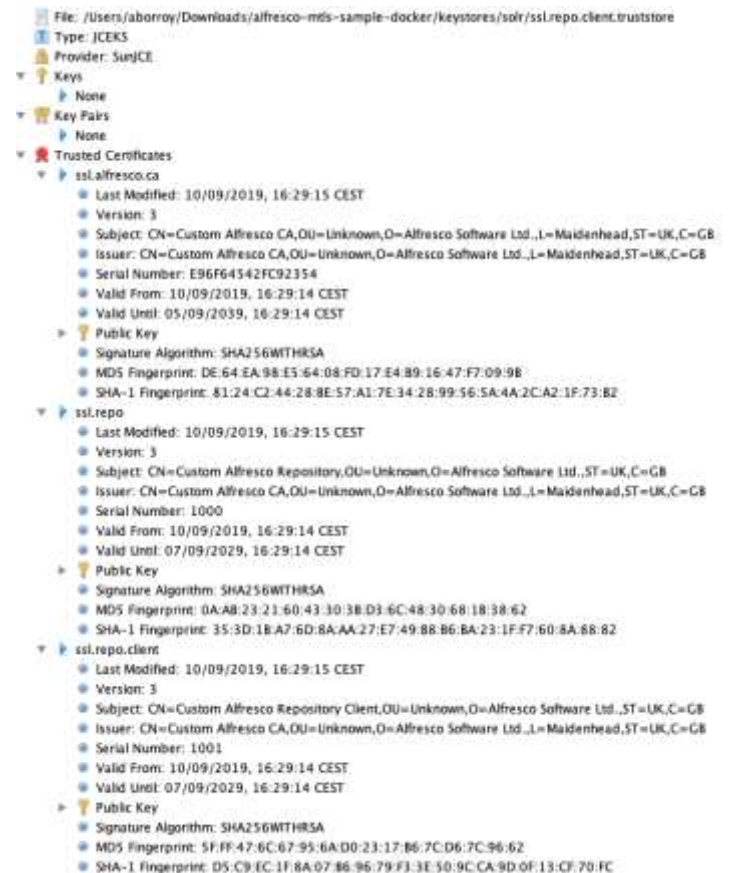 File: /Users/aborroy/Downloads/alfresco-mtls-sample-docker/keystores/solr/ssl.repo.client.truststore
Type: JCEKS
Provider: SunJCE
Keys
None
Key Pairs
None
Trusted Certificates
ssl.alfresco.ca
Last Modified: 10/09/2019, 16:29:15 CEST
Version: 3
Subject: CN=Custom Alfresco CA,OU=Unknown,O=Alfresco Software Ltd.,L=Maidenhead,ST=UK,C=GB
Issuer: CN=Custom Alfresco CA,OU=Unknown,O=Alfresco Software Ltd.,L=Maidenhead,ST=UK,C=GB
Serial Number: E96F64542FC92354
Valid From: 10/09/2019, 16:29:14 CEST
Valid Until: 05/09/2039, 16:29:14 CEST
Public Key
Signature Algorithm: SHA256WITHRSA
MD5 Fingerprint: DE:64:EA:98:E5:64:08:FD:17:E4:B9:16:47:F7:09:9B
SHA-1 Fingerprint: 81:24:C2:44:28:8E:57:A1:7E:34:28:99:56:5A:4A:2C:A2:1F:73:B2
ssl.repo
Last Modified: 10/09/2019, 16:29:15 CEST
Version: 3
Subject: CN=Custom Alfresco Repository,OU=Unknown,O=Alfresco Software Ltd.,ST=UK,C=GB
Issuer: CN=Custom Alfresco CA,OU=Unknown,O=Alfresco Software Ltd.,L=Maidenhead,ST=UK,C=GB
Serial Number: 1000
Valid From: 10/09/2019, 16:29:14 CEST
Valid Until: 07/09/2029, 16:29:14 CEST
Public Key
Signature Algorithm: SHA256WITHRSA
MD5 Fingerprint: 0A:AB:23:21:60:43:30:3B:D3:6C:48:30:68:18:38:62
SHA-1 Fingerprint: 35:3D:1B:A7:6D:8A:AA:27:E7:49:B8:B6:BA:23:1F:F7:60:8A:88:82
ssl.repo.client
Last Modified: 10/09/2019, 16:29:15 CEST
Version: 3
Subject: CN=Custom Alfresco Repository Client,OU=Unknown,O=Alfresco Software Ltd.,ST=UK,C=GB
Issuer: CN=Custom Alfresco CA,OU=Unknown,O=Alfresco Software Ltd.,L=Maidenhead,ST=UK,C=GB
Serial Number: 1001
Valid From: 10/09/2019, 16:29:14 CEST
Valid Until: 07/09/2029, 16:29:14 CEST
Public Key
Signature Algorithm: SHA256WITHRSA
MD5 Fingerprint: 5F:FF:47:6C:67:95:6A:D0:23:17:B6:7C:D6:7C:96:62
SHA-1 Fingerprint: D5:C9:EC:1F:8A:07:86:96:79:F3:3E:50:9C:CA:9D:0F:13:CF:70:FC